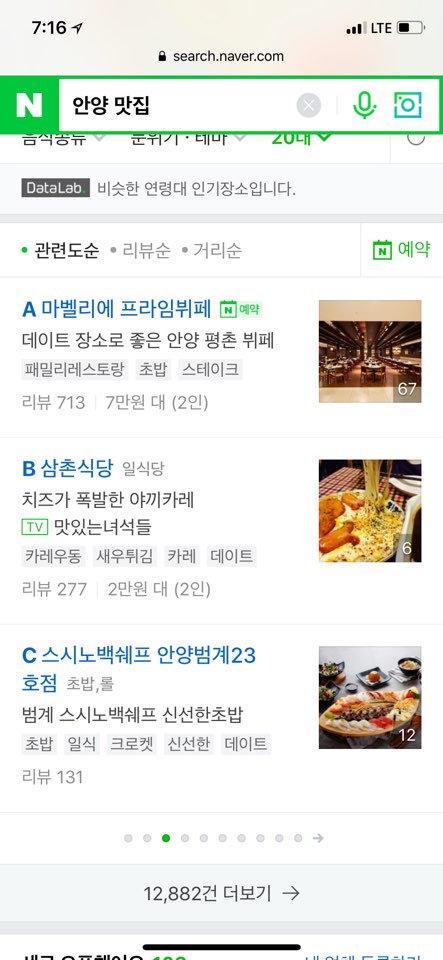 7:16
LTE
search.naver.com
N 안양 맛집
음식종류 분위기·테마 20대
DataLab. 비슷한 연령대 인기장소입니다.
관련도순 리뷰순 거리순 N 예약
A 마벨리에 프라임뷔페 N 예약
데이트 장소로 좋은 안양 평촌 뷔페
패밀리레스토랑 초밥 스테이크
리뷰 713 7만원 대 (2인)
67
B 삼촌식당 일식당
치즈가 폭발한 야끼카레
TV 맛있는녀석들
카레우동 새우튀김 카레 데이트
리뷰 277 2만원 대 (2인)
6
C 스시노백쉐프 안양범계23
호점 초밥,롤
범계 스시노백쉐프 신선한초밥
초밥 일식 크로켓 신선한 데이트
리뷰 131
12
12,882건 더보기